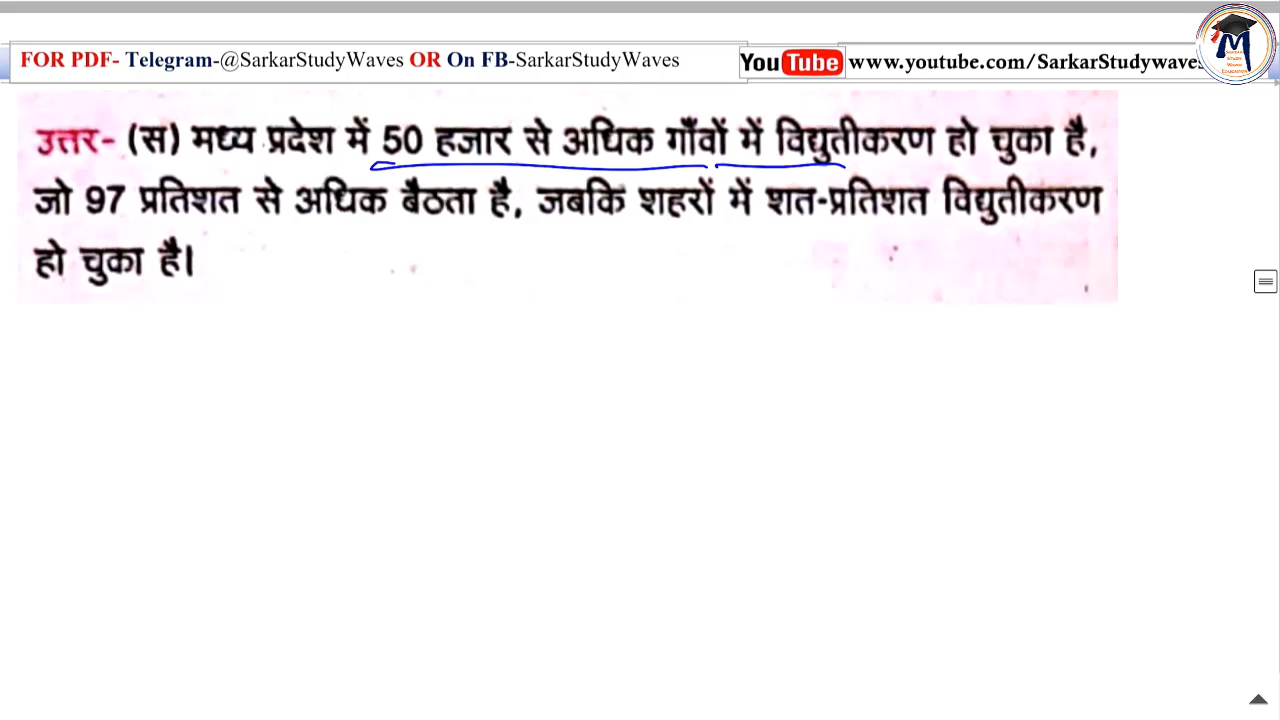 FOR PDF- Telegram-@SarkarStudyWaves OR On FB-SarkarStudyWaves
YouTube www.youtube.com/SarkarStudywaves
उत्तर- (स) मध्य प्रदेश में 50 हजार से अधिक गाँवों में विद्युतीकरण हो चुका है,
जो 97 प्रतिशत से अधिक बैठता है, जबकि शहरों में शत-प्रतिशत विद्युतीकरण
हो चुका है।